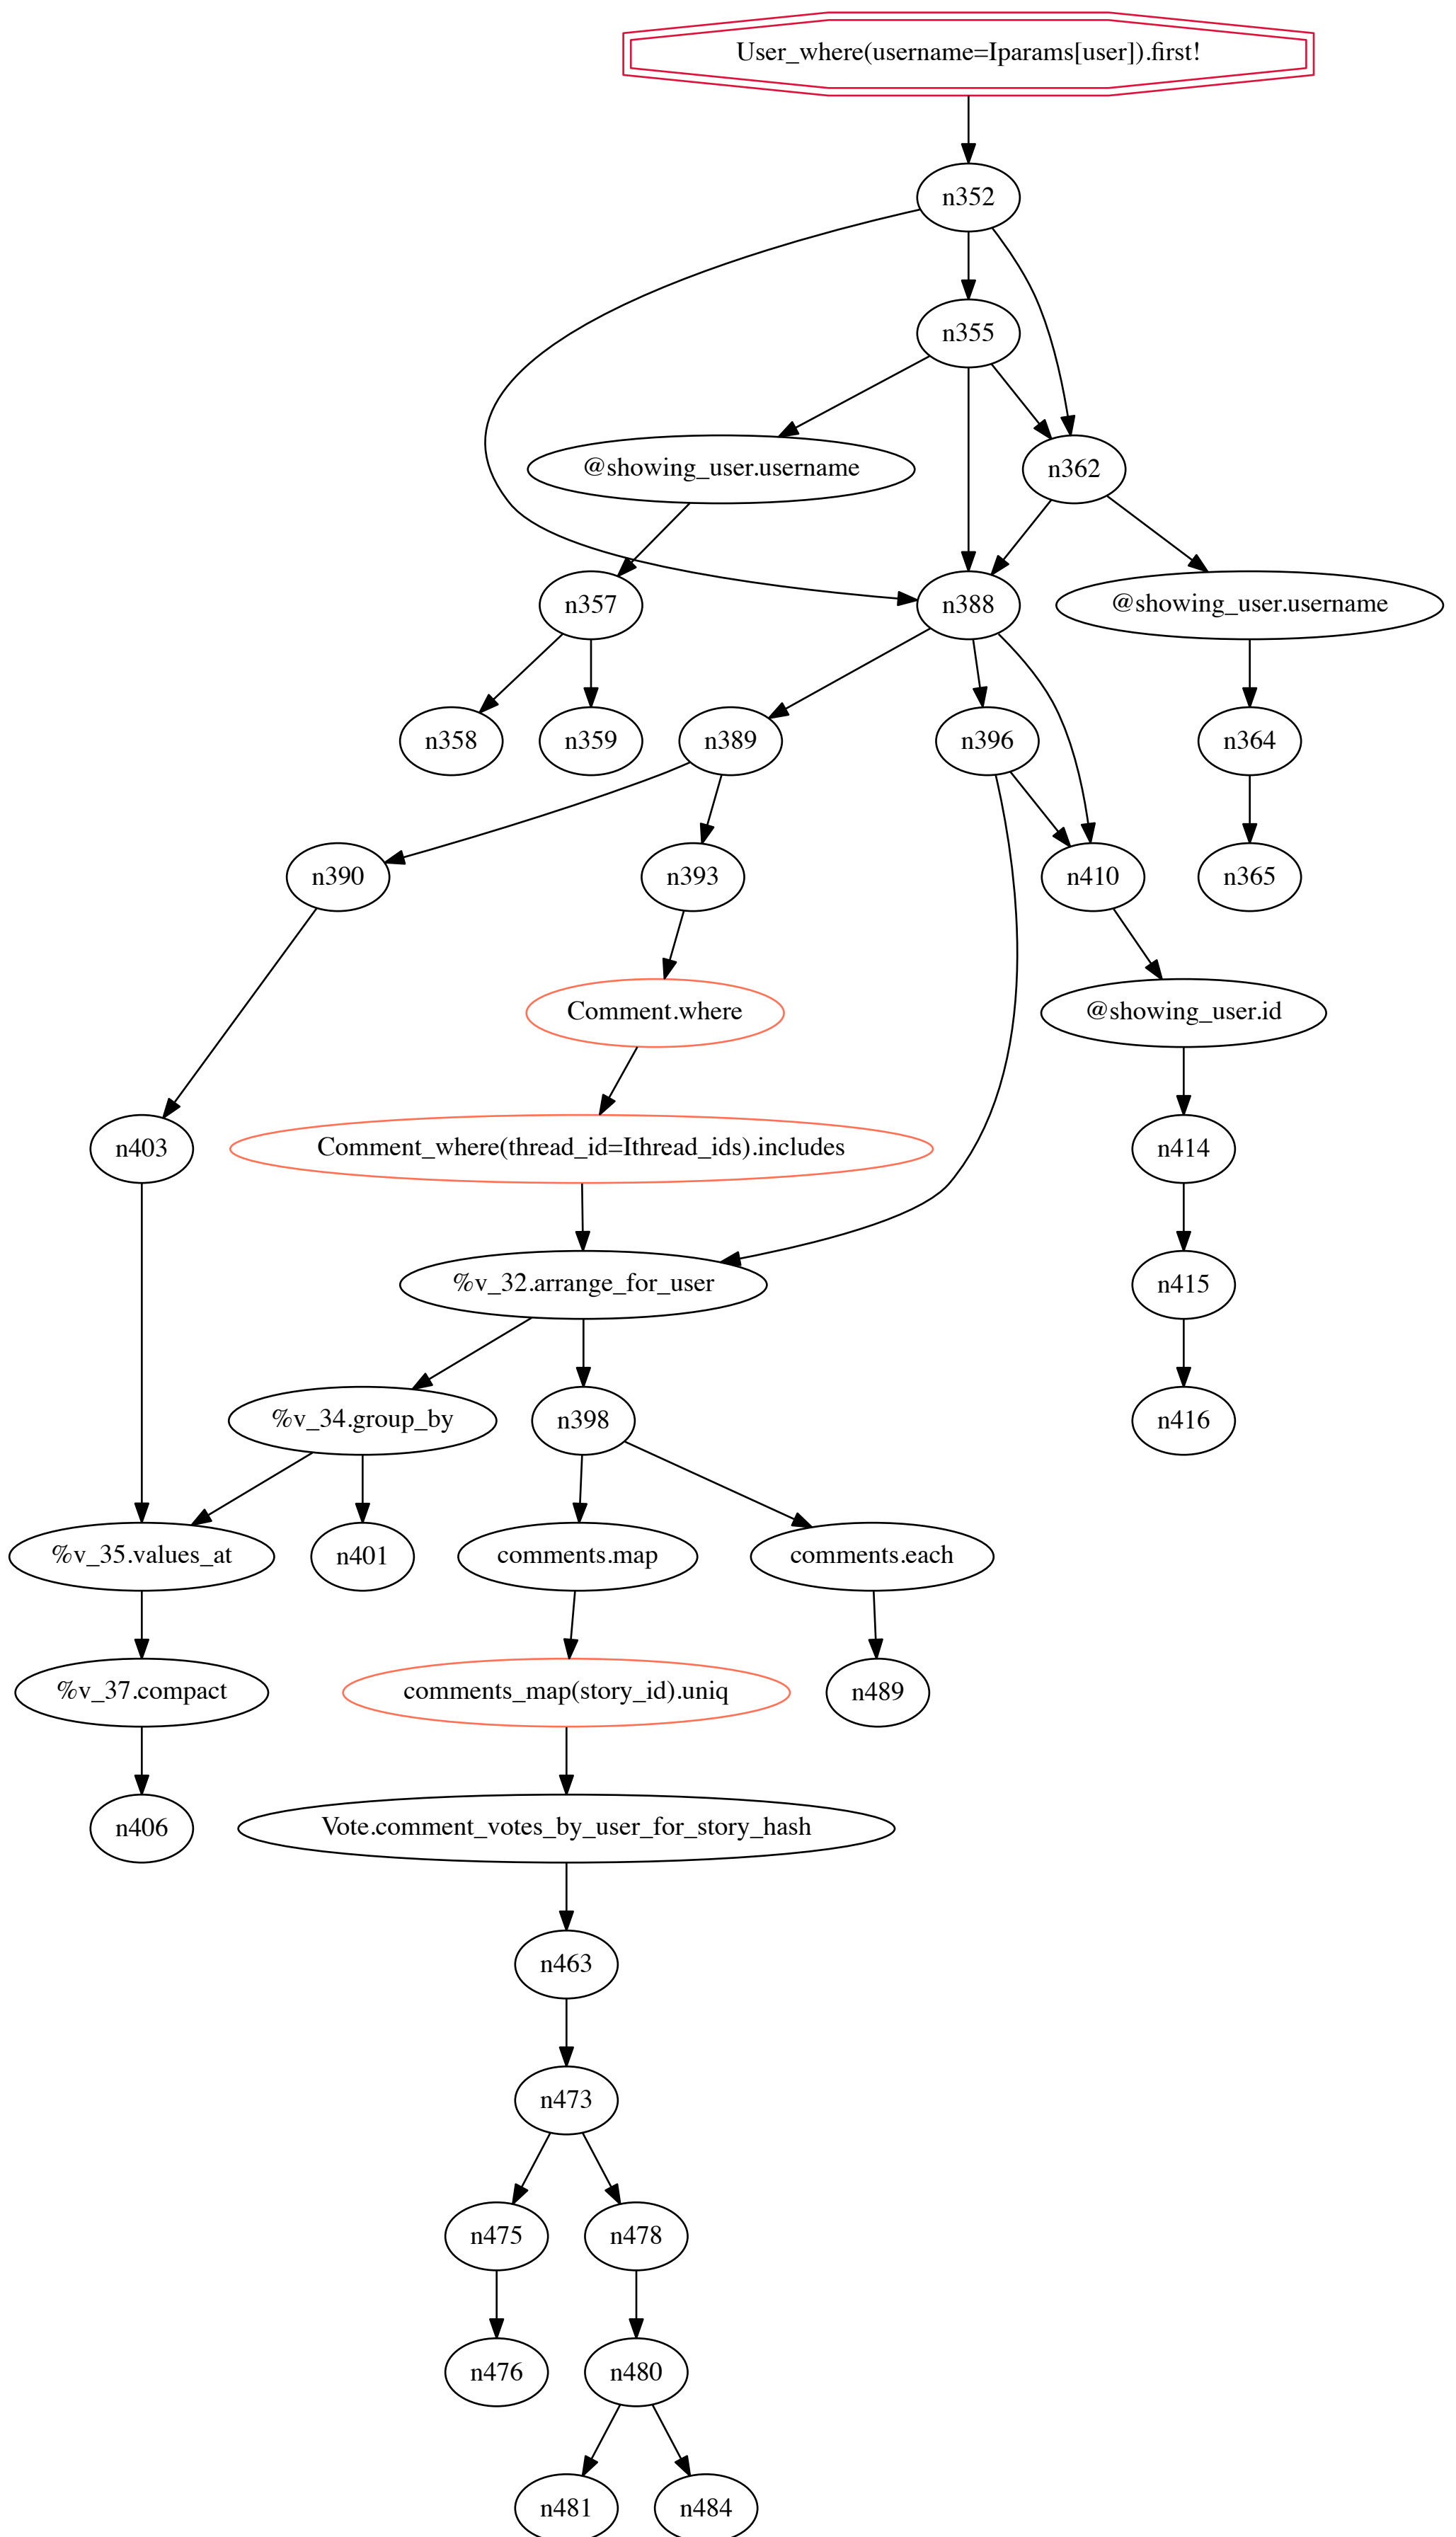 User_where(username=Iparams[user]).first!
n352
n355
@showing_user.username
n362
n357
n388
@showing_user.username
n358
n359
n389
n396
n364
n390
n393
n410
n365
Comment.where
@showing_user.id
n403
Comment_where(thread_id=Ithread_ids).includes
n414
%v_32.arrange_for_user
n415
%v_34.group_by
n398
n416
%v_35.values_at
n401
comments.map
comments.each
%v_37.compact
comments_map(story_id).uniq
n489
n406
Vote.comment_votes_by_user_for_story_hash
n463
n473
n475
n478
n476
n480
n481
n484